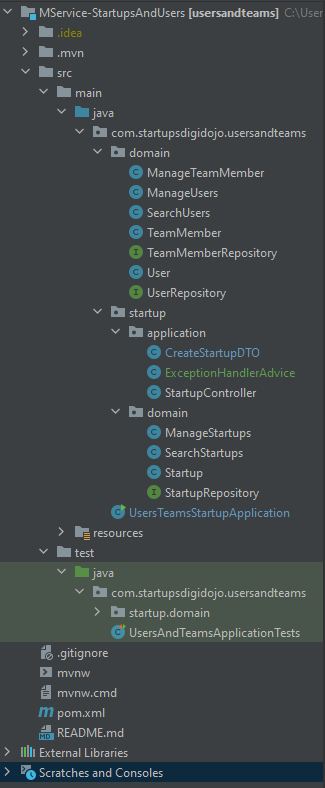 MService-StartupsAndUsers [usersandteams] C:\User
.idea
.mvn
src
main
java
com.startupsdigidojo.usersandteams
domain
ManageTeamMember
ManageUsers
SearchUsers
TeamMember
TeamMemberRepository
User
UserRepository
startup
application
CreateStartupDTO
ExceptionHandlerAdvice
StartupController
domain
ManageStartups
SearchStartups
Startup
StartupRepository
UsersTeamsStartupApplication
resources
test
java
com.startupsdigidojo.usersandteams
startup.domain
UsersAndTeamsApplicationTests
.gitignore
mvnw
mvnw.cmd
pom.xml
README.md
External Libraries
Scratches and Consoles